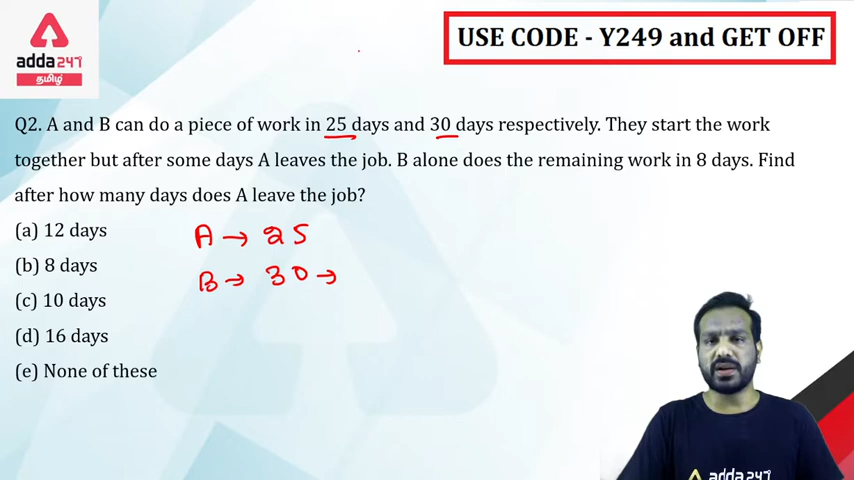 adda247
தமிழ்
USE CODE - Y249 and GET OFF
Q2. A and B can do a piece of work in 25 days and 30 days respectively. They start the work
together but after some days A leaves the job. B alone does the remaining work in 8 days. Find
after how many days does A leave the job?
(a) 12 days
(b) 8 days
(c) 10 days
(d) 16 days
(e) None of these
A → 25
B → 30 →
adda247